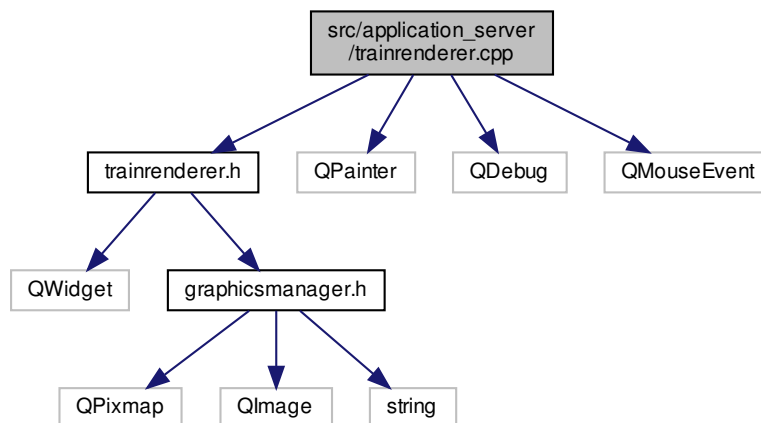 src/application_server
/trainrenderer.cpp
trainrenderer.h
QPainter
QDebug
QMouseEvent
QWidget
graphicsmanager.h
QPixmap
QImage
string